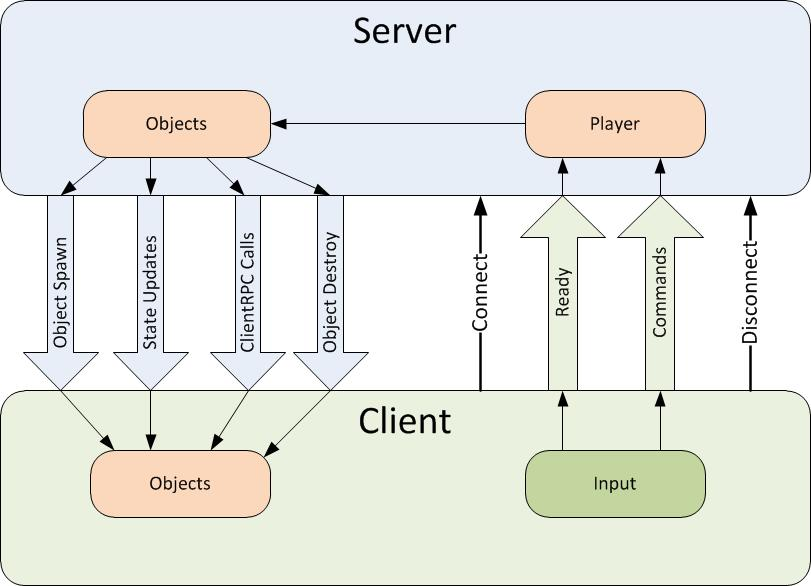 Server
Objects
Player
Object Spawn
State Updates
ClientRPC Calls
Object Destroy
Connect
Ready
Commands
Disconnect
Client
Objects
Input